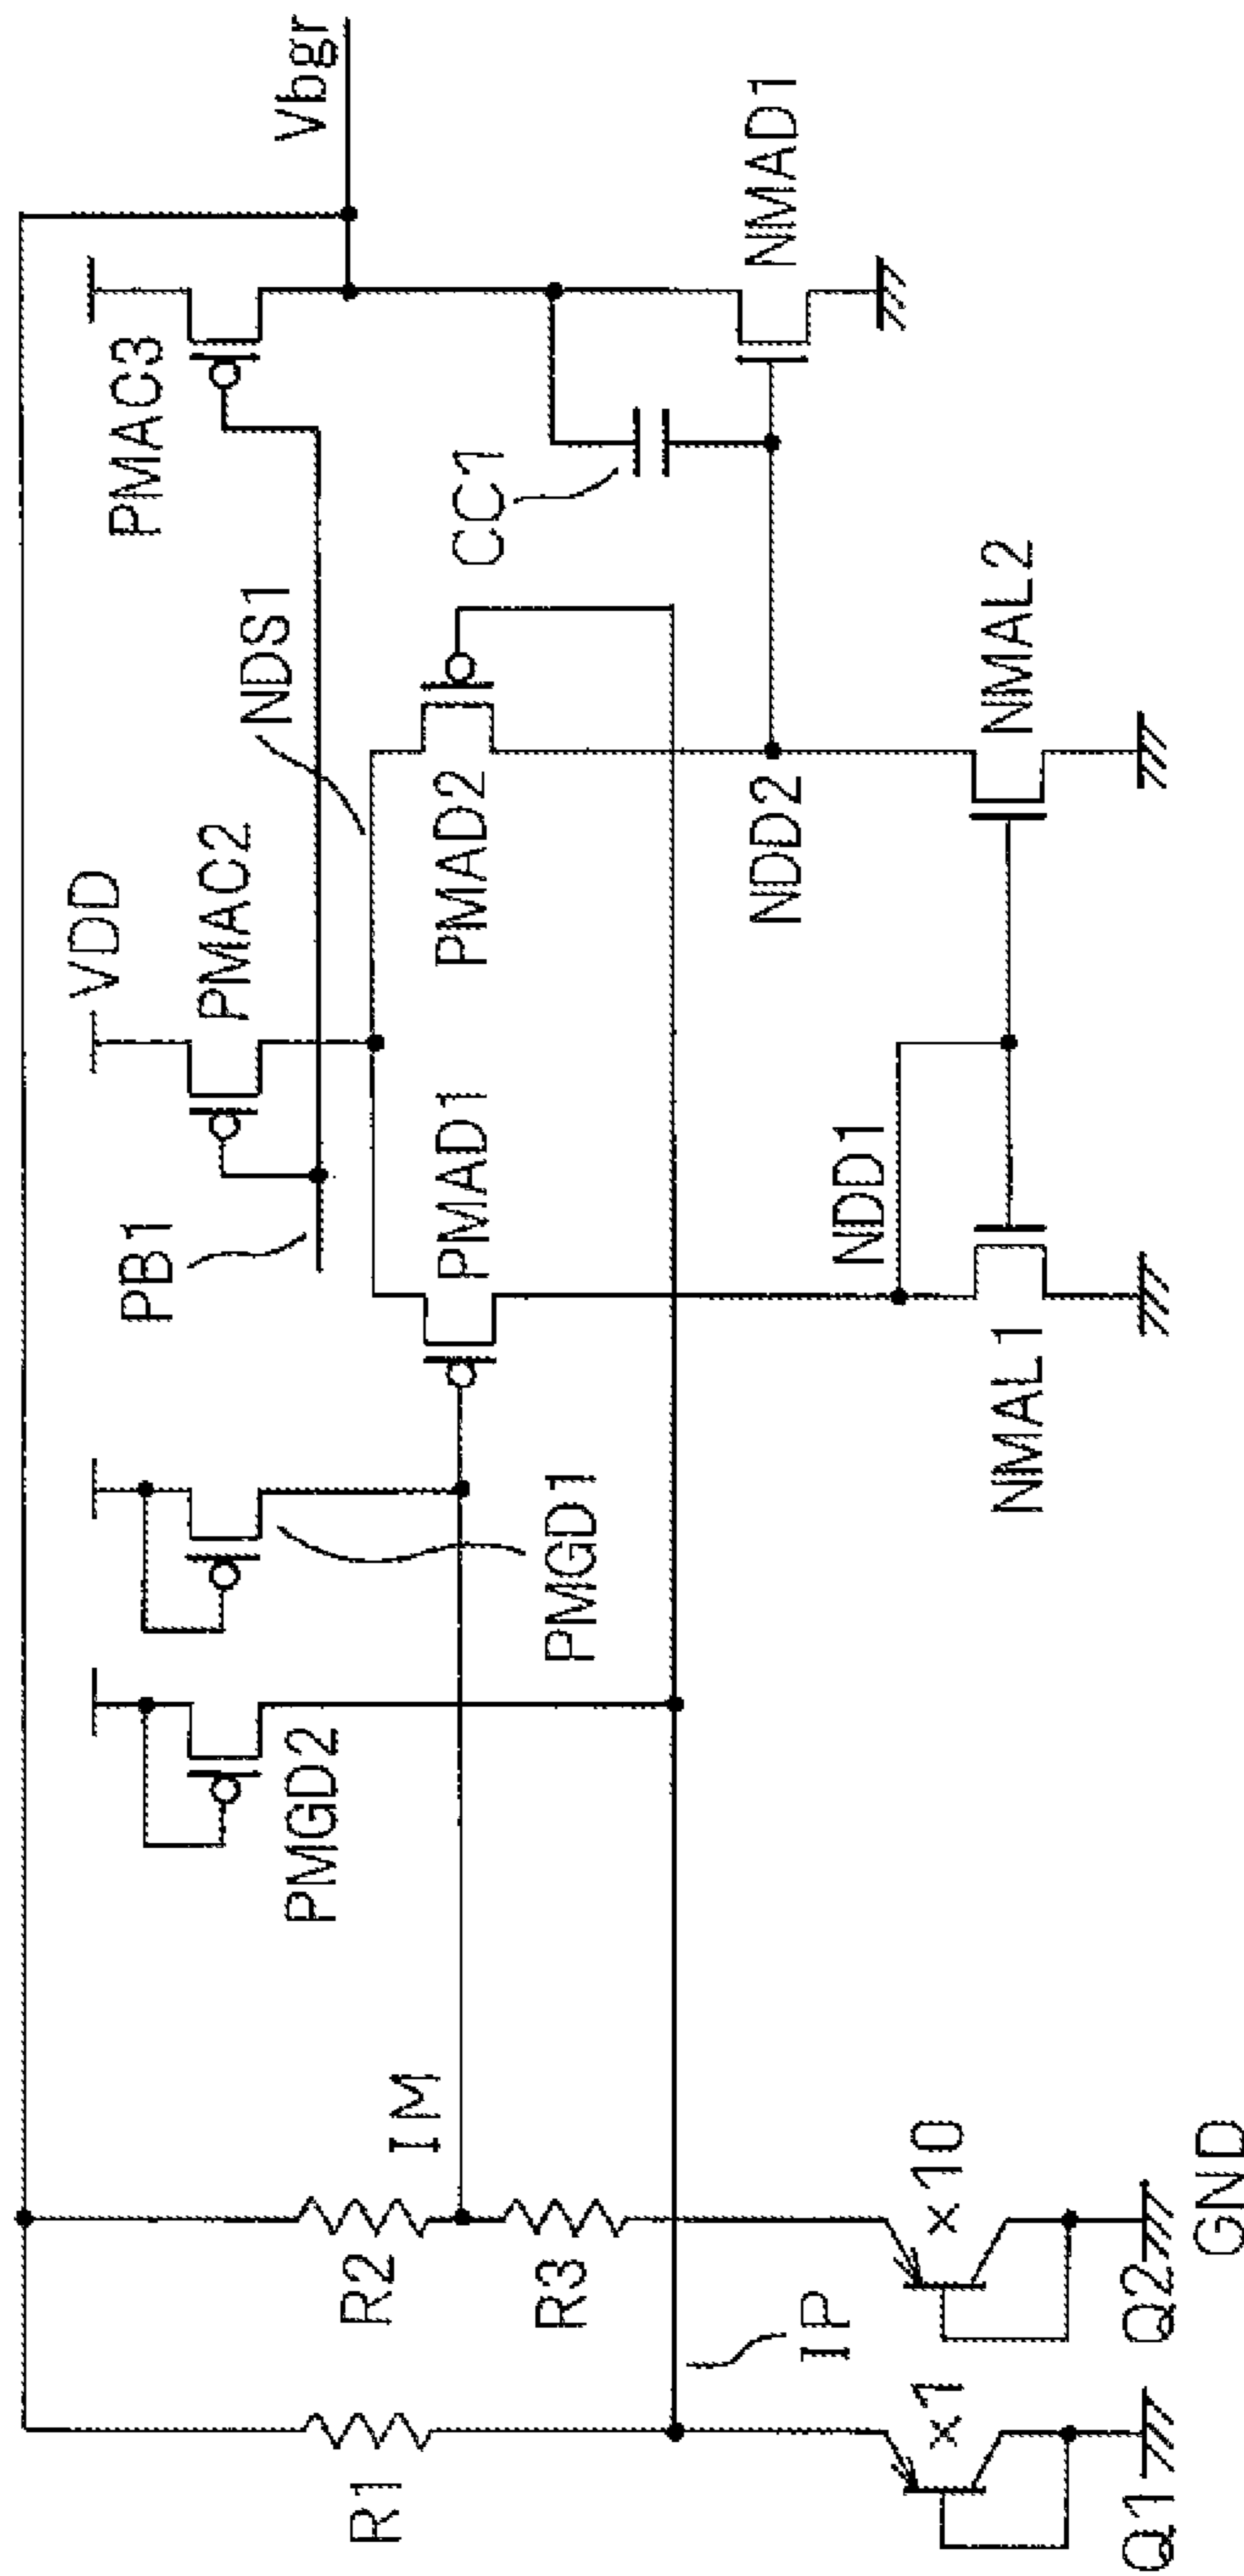 Vbgr
VDD
PMAC3
PMAC2
NDS1
PB1
CC1
NMAD1
PMAD1
PMAD2
PMGD1
PMGD2
NDD1
NDD2
NMAL1
NMAL2
IM
IP
R1
R2
R3
×1
×10
Q1
Q2
GND